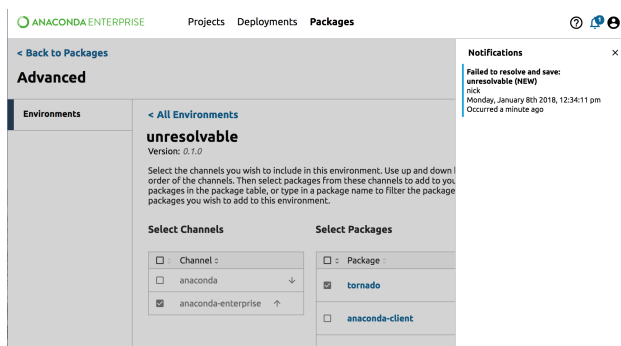 ANACONDA ENTERPRISE
Projects Deployments Packages
1
< Back to Packages
Advanced
Environments
< All Environments
unresolvable
Version: 0.1.0
Select the channels you wish to include in this environment. Use up and down
order of the channels. Then select packages from these channels to add to you
packages in the package table, or type in a package name to filter the package
packages you wish to add to this environment.
Select Channels
Channel
anaconda
anaconda-enterprise
Select Packages
Package
tornado
anaconda-client
Notifications
Failed to resolve and save:
unresolvable (NEW)
nick
Monday, January 8th 2018, 12:34:11 pm
Occurred a minute ago